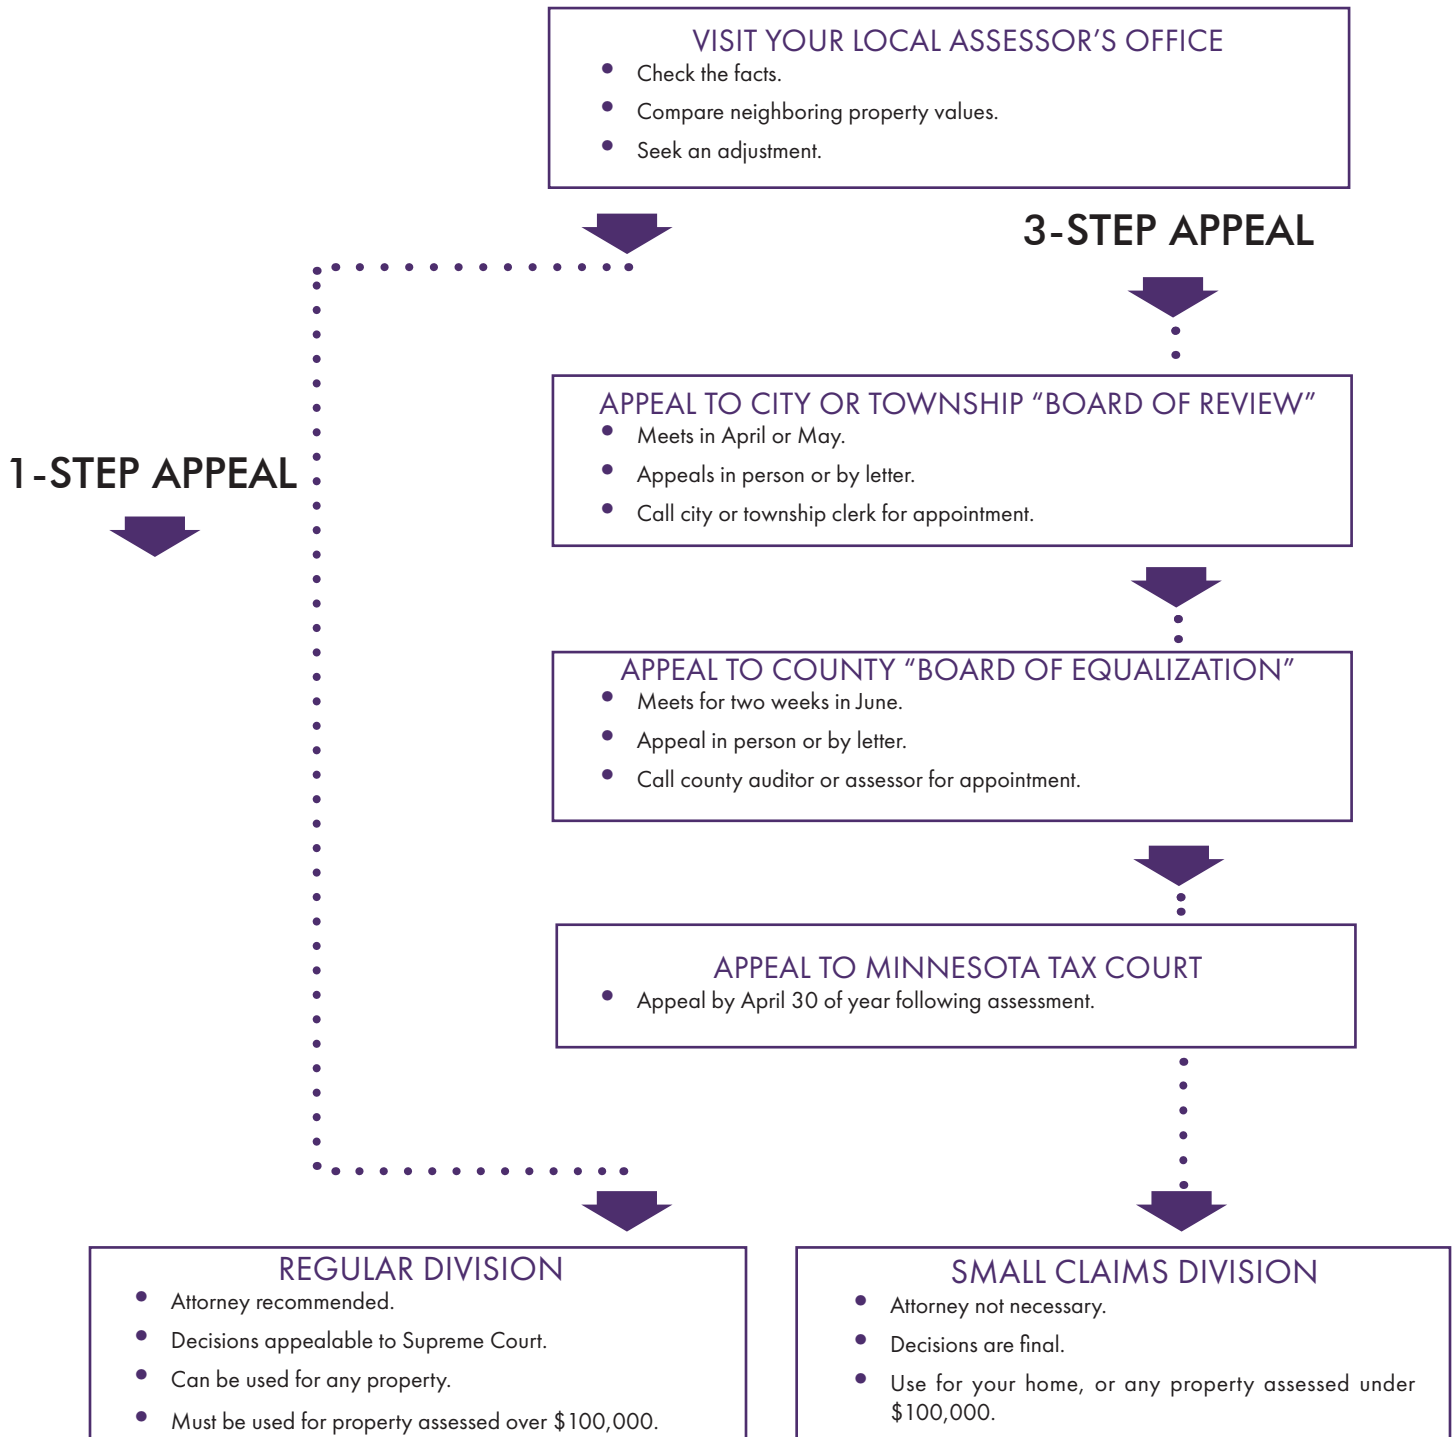 VISIT YOUR LOCAL ASSESSOR’S OFFICE
• Check the facts.
• Compare neighboring property values.
• Seek an adjustment.
3-STEP APPEAL
APPEAL TO CITY OR TOWNSHIP “BOARD OF REVIEW”
• Meets in April or May.
• Appeals in person or by letter.
• Call city or township clerk for appointment.
1-STEP APPEAL
APPEAL TO COUNTY “BOARD OF EQUALIZATION”
• Meets for two weeks in June.
• Appeal in person or by letter.
• Call county auditor or assessor for appointment.
APPEAL TO MINNESOTA TAX COURT
• Appeal by April 30 of year following assessment.
REGULAR DIVISION
• Attorney recommended.
• Decisions appealable to Supreme Court.
• Can be used for any property.
• Must be used for property assessed over $100,000.
SMALL CLAIMS DIVISION
• Attorney not necessary.
• Decisions are final.
• Use for your home, or any property assessed under
$100,000.